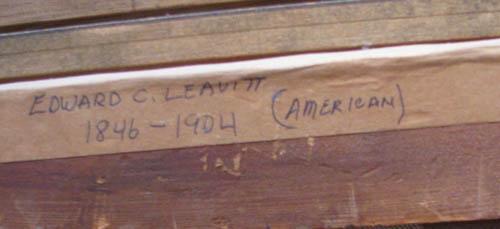 EDWARD C. LEAVITT
1846-1904 (AMERICAN)